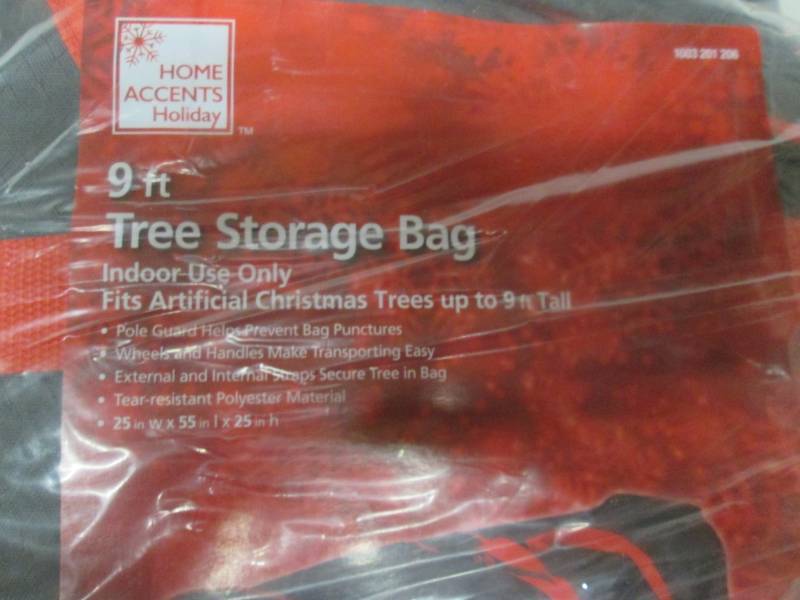 HOME
ACCENTS
Holiday
TM
1003 201 206
9 ft
Tree Storage Bag
Indoor Use Only
Fits Artificial Christmas Trees up to 9 ft Tall
• Pole Guard Helps Prevent Bag Punctures
• Wheels and Handles Make Transporting Easy
• External and Internal Straps Secure Tree in Bag
• Tear-resistant Polyester Material
• 25 in w x 55 in l x 25 in h